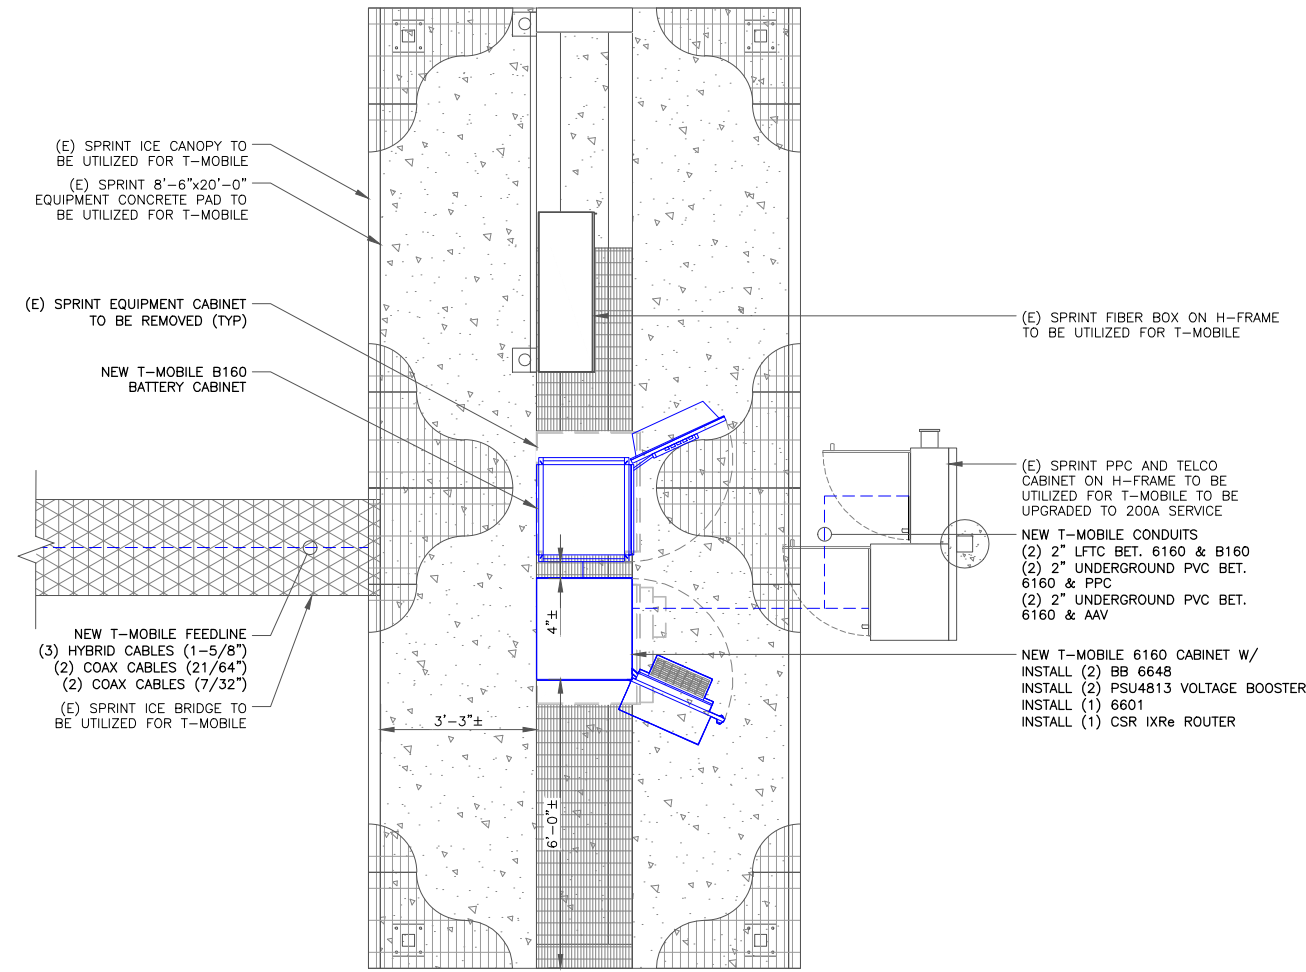 (E) SPRINT ICE CANOPY TO
BE UTILIZED FOR T-MOBILE
(E) SPRINT 8'-6"x20'-0"
EQUIPMENT CONCRETE PAD TO
BE UTILIZED FOR T-MOBILE
(E) SPRINT EQUIPMENT CABINET
TO BE REMOVED (TYP)
NEW T-MOBILE B160
BATTERY CABINET
NEW T-MOBILE FEEDLINE
(3) HYBRID CABLES (1-5/8")
(2) COAX CABLES (21/64")
(2) COAX CABLES (7/32")
(E) SPRINT ICE BRIDGE TO
BE UTILIZED FOR T-MOBILE
3'-3"±
4"±
6'-0"±
(E) SPRINT FIBER BOX ON H-FRAME
TO BE UTILIZED FOR T-MOBILE
(E) SPRINT PPC AND TELCO
CABINET ON H-FRAME TO BE
UTILIZED FOR T-MOBILE TO BE
UPGRADED TO 200A SERVICE
NEW T-MOBILE CONDUITS
(2) 2" LFTC BET. 6160 & B160
(2) 2" UNDERGROUND PVC BET.
6160 & PPC
(2) 2" UNDERGROUND PVC BET.
6160 & AAV
NEW T-MOBILE 6160 CABINET W/
INSTALL (2) BB 6648
INSTALL (2) PSU4813 VOLTAGE BOOSTER
INSTALL (1) 6601
INSTALL (1) CSR IXRe ROUTER